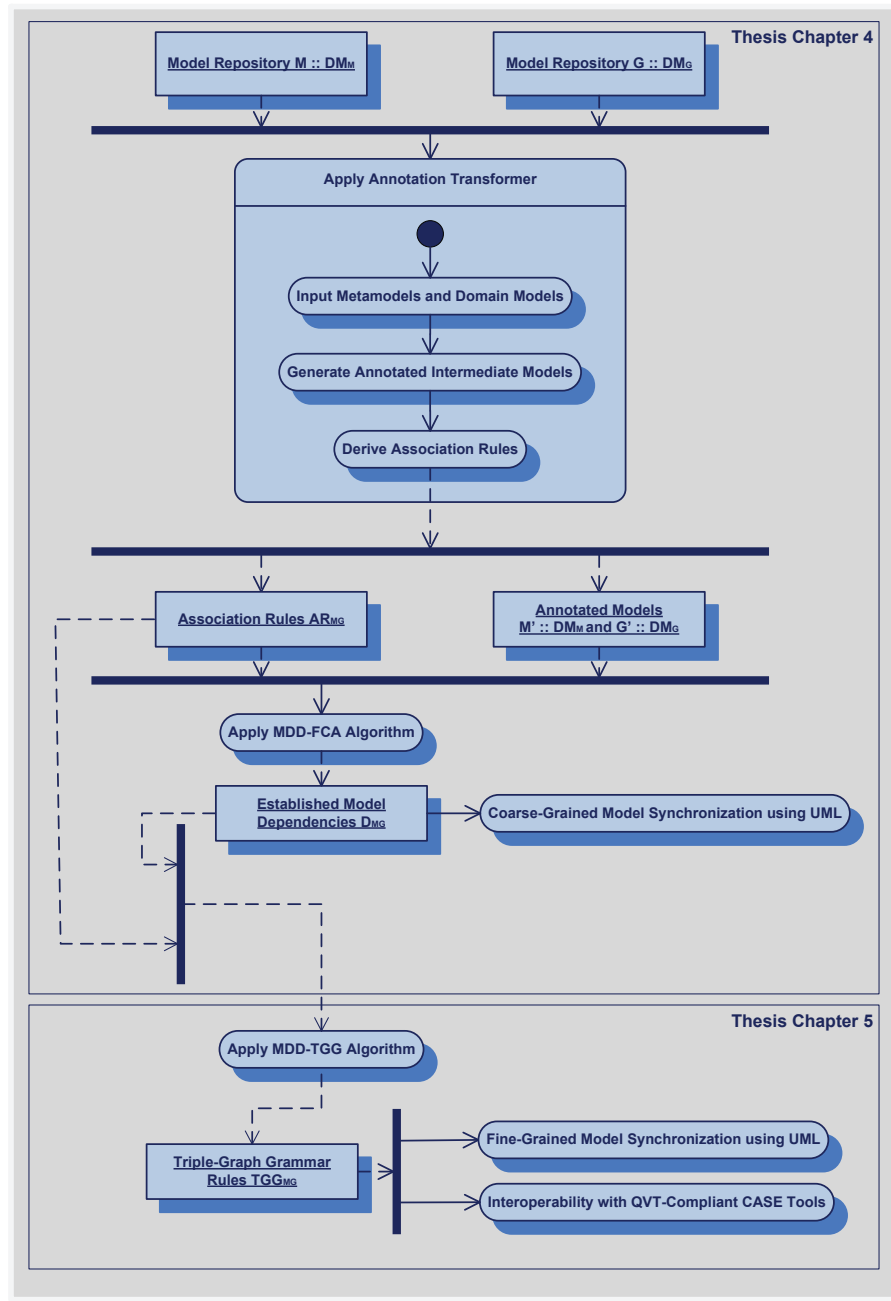 Thesis Chapter 4
Model Repository M :: DMM
Model Repository G :: DMG
Apply Annotation Transformer
Input Metamodels and Domain Models
Generate Annotated Intermediate Models
Derive Association Rules
Association Rules ARMG
Annotated Models
M' :: DMM and G' :: DMG
Apply MDD-FCA Algorithm
Established Model
Dependencies DMG
Coarse-Grained Model Synchronization using UML
Thesis Chapter 5
Apply MDD-TGG Algorithm
Triple-Graph Grammar
Rules TGGMG
Fine-Grained Model Synchronization using UML
Interoperability with QVT-Compliant CASE Tools